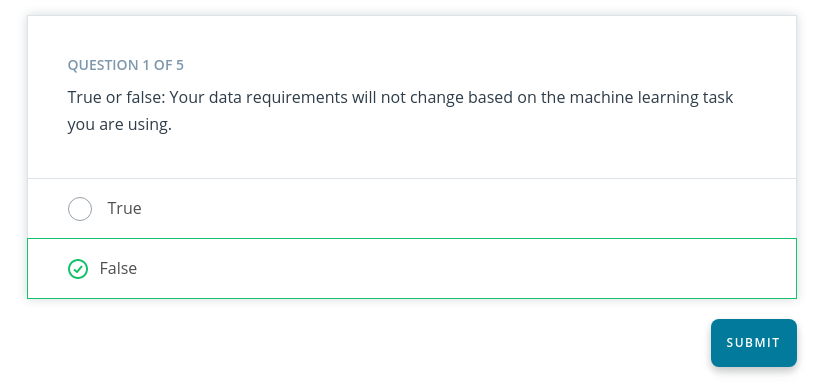 QUESTION 1 OF 5
True or false: Your data requirements will not change based on the machine learning task
you are using.
True
False
SUBMIT